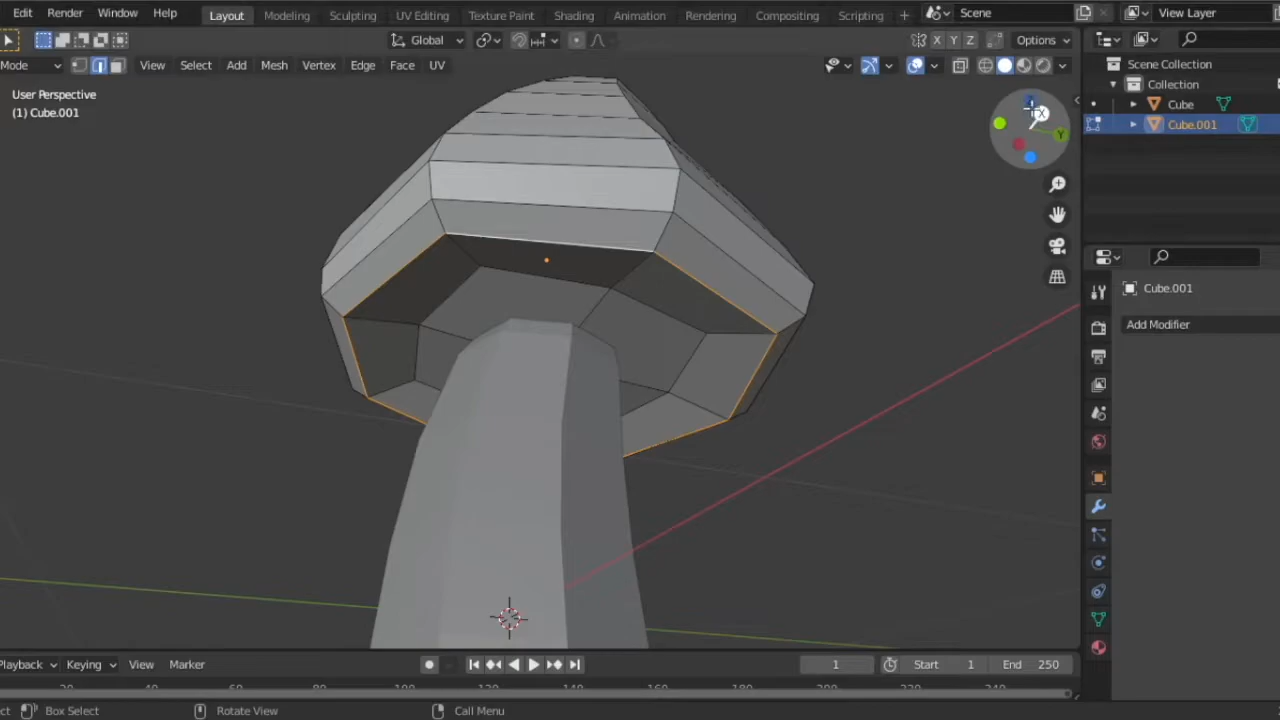 Edit Render Window Help Layout Modeling Sculpting UV Editing Texture Paint Shading Animation Rendering Compositing Scripting + Scene View Layer
Global X Y Z Options
Mode View Select Add Mesh Vertex Edge Face UV
User Perspective
(1) Cube.001
X
Y
Scene Collection
Collection
Cube
Cube.001
Cube.001
Add Modifier
Playback Keying View Marker 1 Start 1 End 250
Box Select Rotate View Call Menu